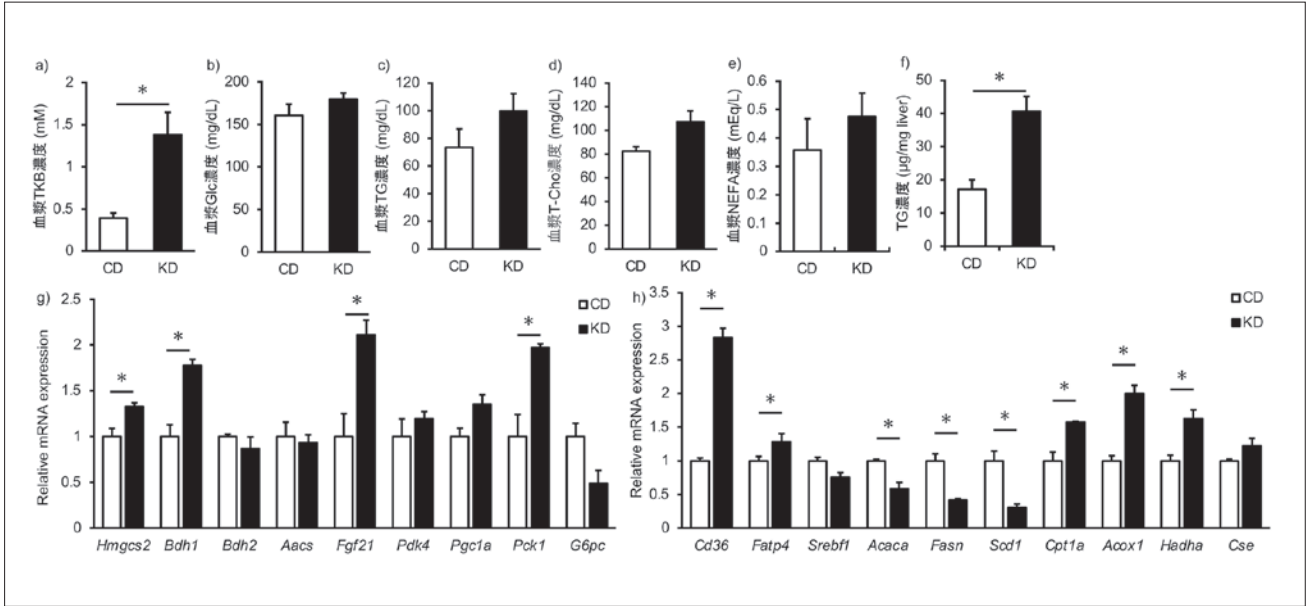 a)
血漿TKB濃度 (mM)
2
1.5
1
0.5
0
*
CD KD
b)
血漿Glc濃度 (mg/dL)
200
150
100
50
0
CD KD
c)
血漿TG濃度 (mg/dL)
120
100
80
60
40
20
0
CD KD
d)
血漿T-Cho濃度 (mg/dL)
140
120
100
80
60
40
20
0
CD KD
e)
血漿NEFA濃度 (mEq/L)
0.6
0.5
0.4
0.3
0.2
0.1
0
CD KD
f)
TG濃度 (μg/mg liver)
50
40
30
20
10
0
*
CD KD
g)
Relative mRNA expression
2.5
2
1.5
1
0.5
0
* * * *
CD
KD
Hmgcs2 Bdh1 Bdh2 Aacs Fgf21 Pdk4 Pgc1a Pck1 G6pc
h)
Relative mRNA expression
3.5
3
2.5
2
1.5
1
0.5
0
* * * * * * * *
CD
KD
Cd36 Fatp4 Srebf1 Acaca Fasn Scd1 Cpt1a Acox1 Hadha Cse